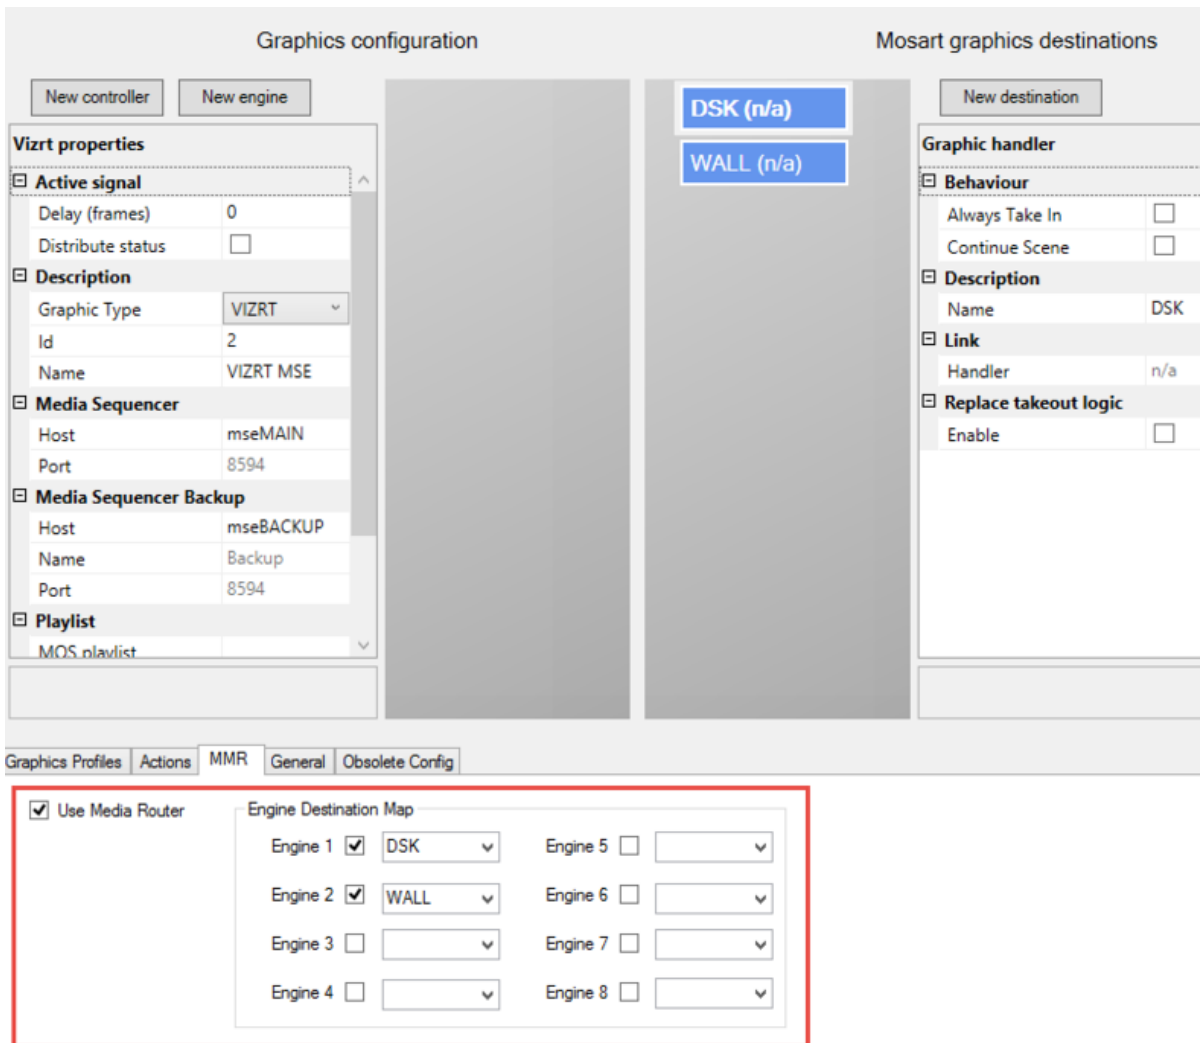 Graphics configuration
Mosart graphics destinations
New controller
New engine
Vizrt properties
Active signal
Delay (frames) 0
Distribute status
Description
Graphic Type VIZRT
Id 2
Name VIZRT MSE
Media Sequencer
Host mseMAIN
Port 8594
Media Sequencer Backup
Host mseBACKUP
Name Backup
Port 8594
Playlist
MOS playlist
DSK (n/a)
WALL (n/a)
New destination
Graphic handler
Behaviour
Always Take In
Continue Scene
Description
Name DSK
Link
Handler n/a
Replace takeout logic
Enable
Graphics Profiles Actions MMR General Obsolete Config
Use Media Router
Engine Destination Map
Engine 1 DSK Engine 5
Engine 2 WALL Engine 6
Engine 3 Engine 7
Engine 4 Engine 8